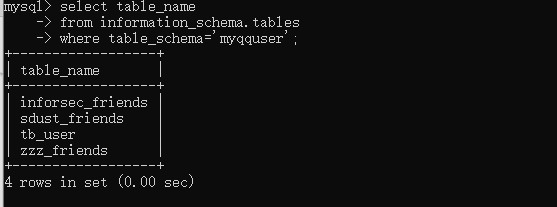 mysql> select table_name
    -> from information_schema.tables
    -> where table_schema='myqquser';
+------------------+
| table_name       |
+------------------+
| inforsec_friends |
| sdust_friends    |
| tb_user          |
| zzz_friends      |
+------------------+
4 rows in set (0.00 sec)